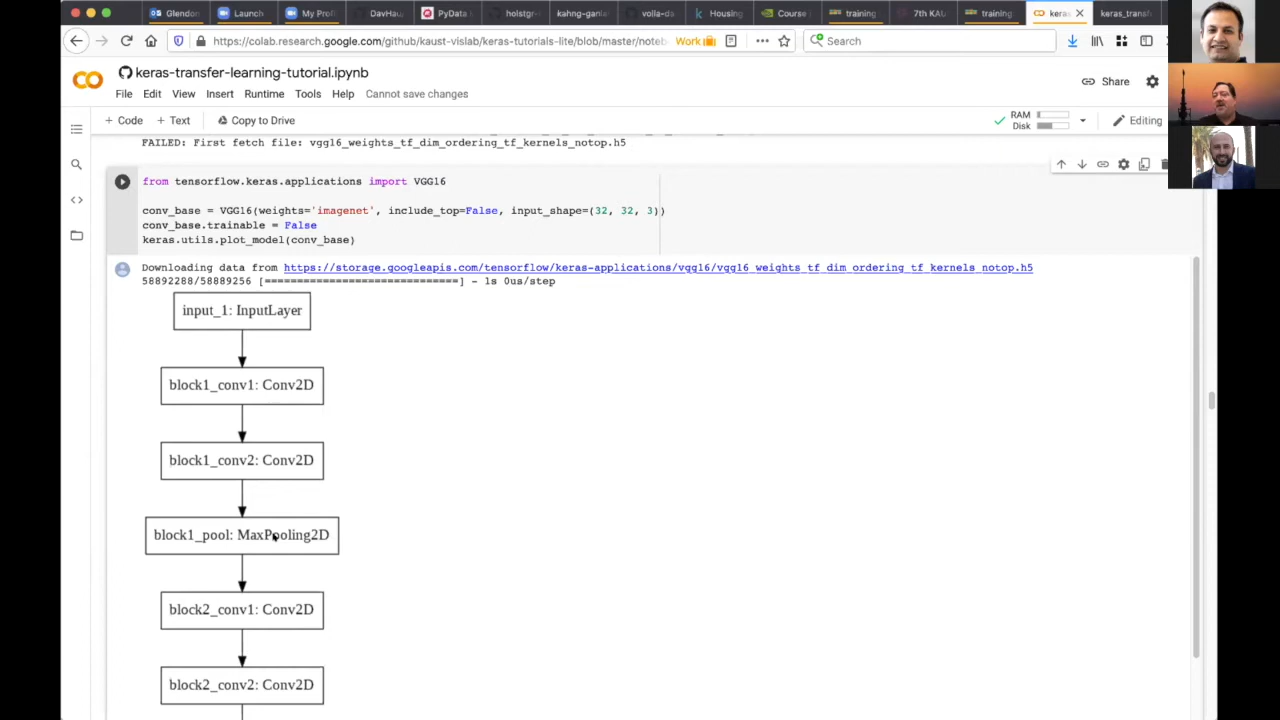 Glendon
Launch
My Profi
DavHau
PyData
holstgr
kahng-ganla
voila-da
Housing
Course
training
7th KAU
training
keras
keras_transf
https://colab.research.google.com/github/kaust-vislab/keras-tutorials-lite/blob/master/noteb
Work
Search
keras-transfer-learning-tutorial.ipynb
Share
File Edit View Insert Runtime Tools Help Cannot save changes
+ Code + Text Copy to Drive
RAM
Disk
Editing
FAILED: First fetch file: vgg16_weights_tf_dim_ordering_tf_kernels_notop.h5
from tensorflow.keras.applications import VGG16
conv_base = VGG16(weights='imagenet', include_top=False, input_shape=(32, 32, 3))
conv_base.trainable = False
keras.utils.plot_model(conv_base)
Downloading data from https://storage.googleapis.com/tensorflow/keras-applications/vgg16/vgg16_weights_tf_dim_ordering_tf_kernels_notop.h5
58892288/58889256 [==============================] - 1s 0us/step
input_1: InputLayer
block1_conv1: Conv2D
block1_conv2: Conv2D
block1_pool: MaxPooling2D
block2_conv1: Conv2D
block2_conv2: Conv2D